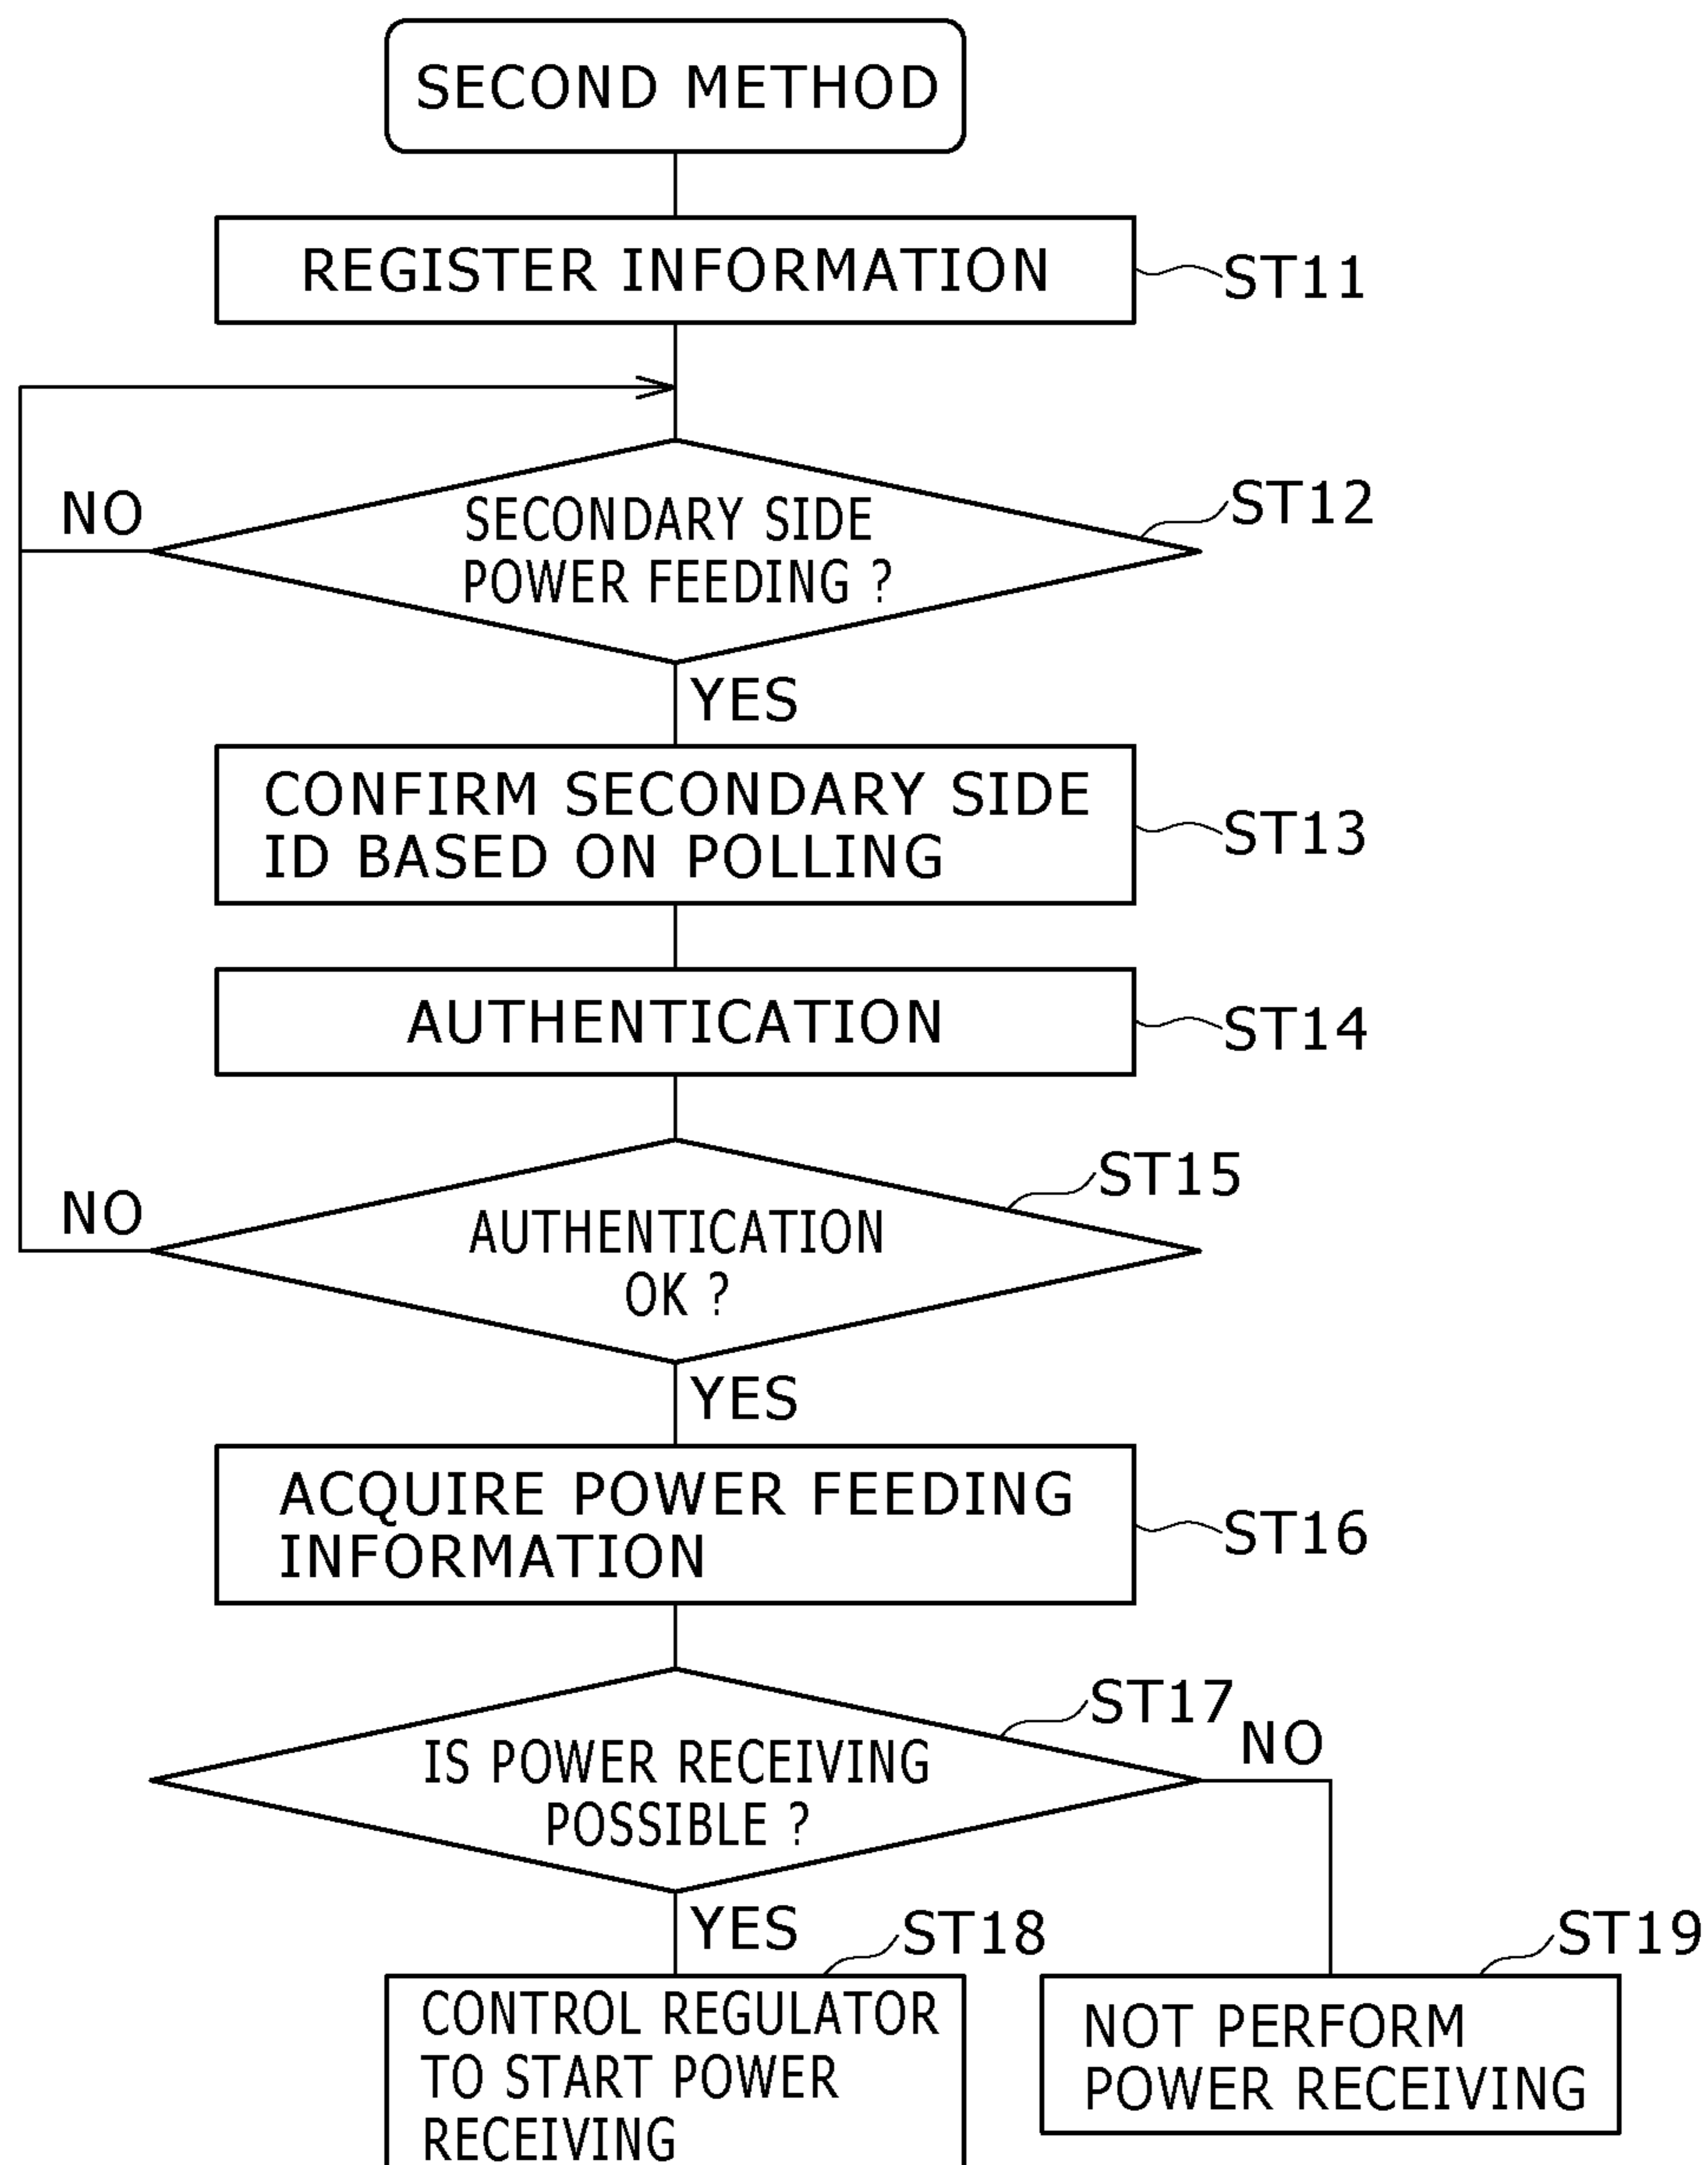 SECOND METHOD
REGISTER INFORMATION
ST11
NO
SECONDARY SIDE
POWER FEEDING ?
ST12
YES
CONFIRM SECONDARY SIDE
ID BASED ON POLLING
ST13
AUTHENTICATION
ST14
NO
AUTHENTICATION
OK ?
ST15
YES
ACQUIRE POWER FEEDING
INFORMATION
ST16
IS POWER RECEIVING
POSSIBLE ?
ST17
NO
YES
ST18
CONTROL REGULATOR
TO START POWER
RECEIVING
ST19
NOT PERFORM
POWER RECEIVING